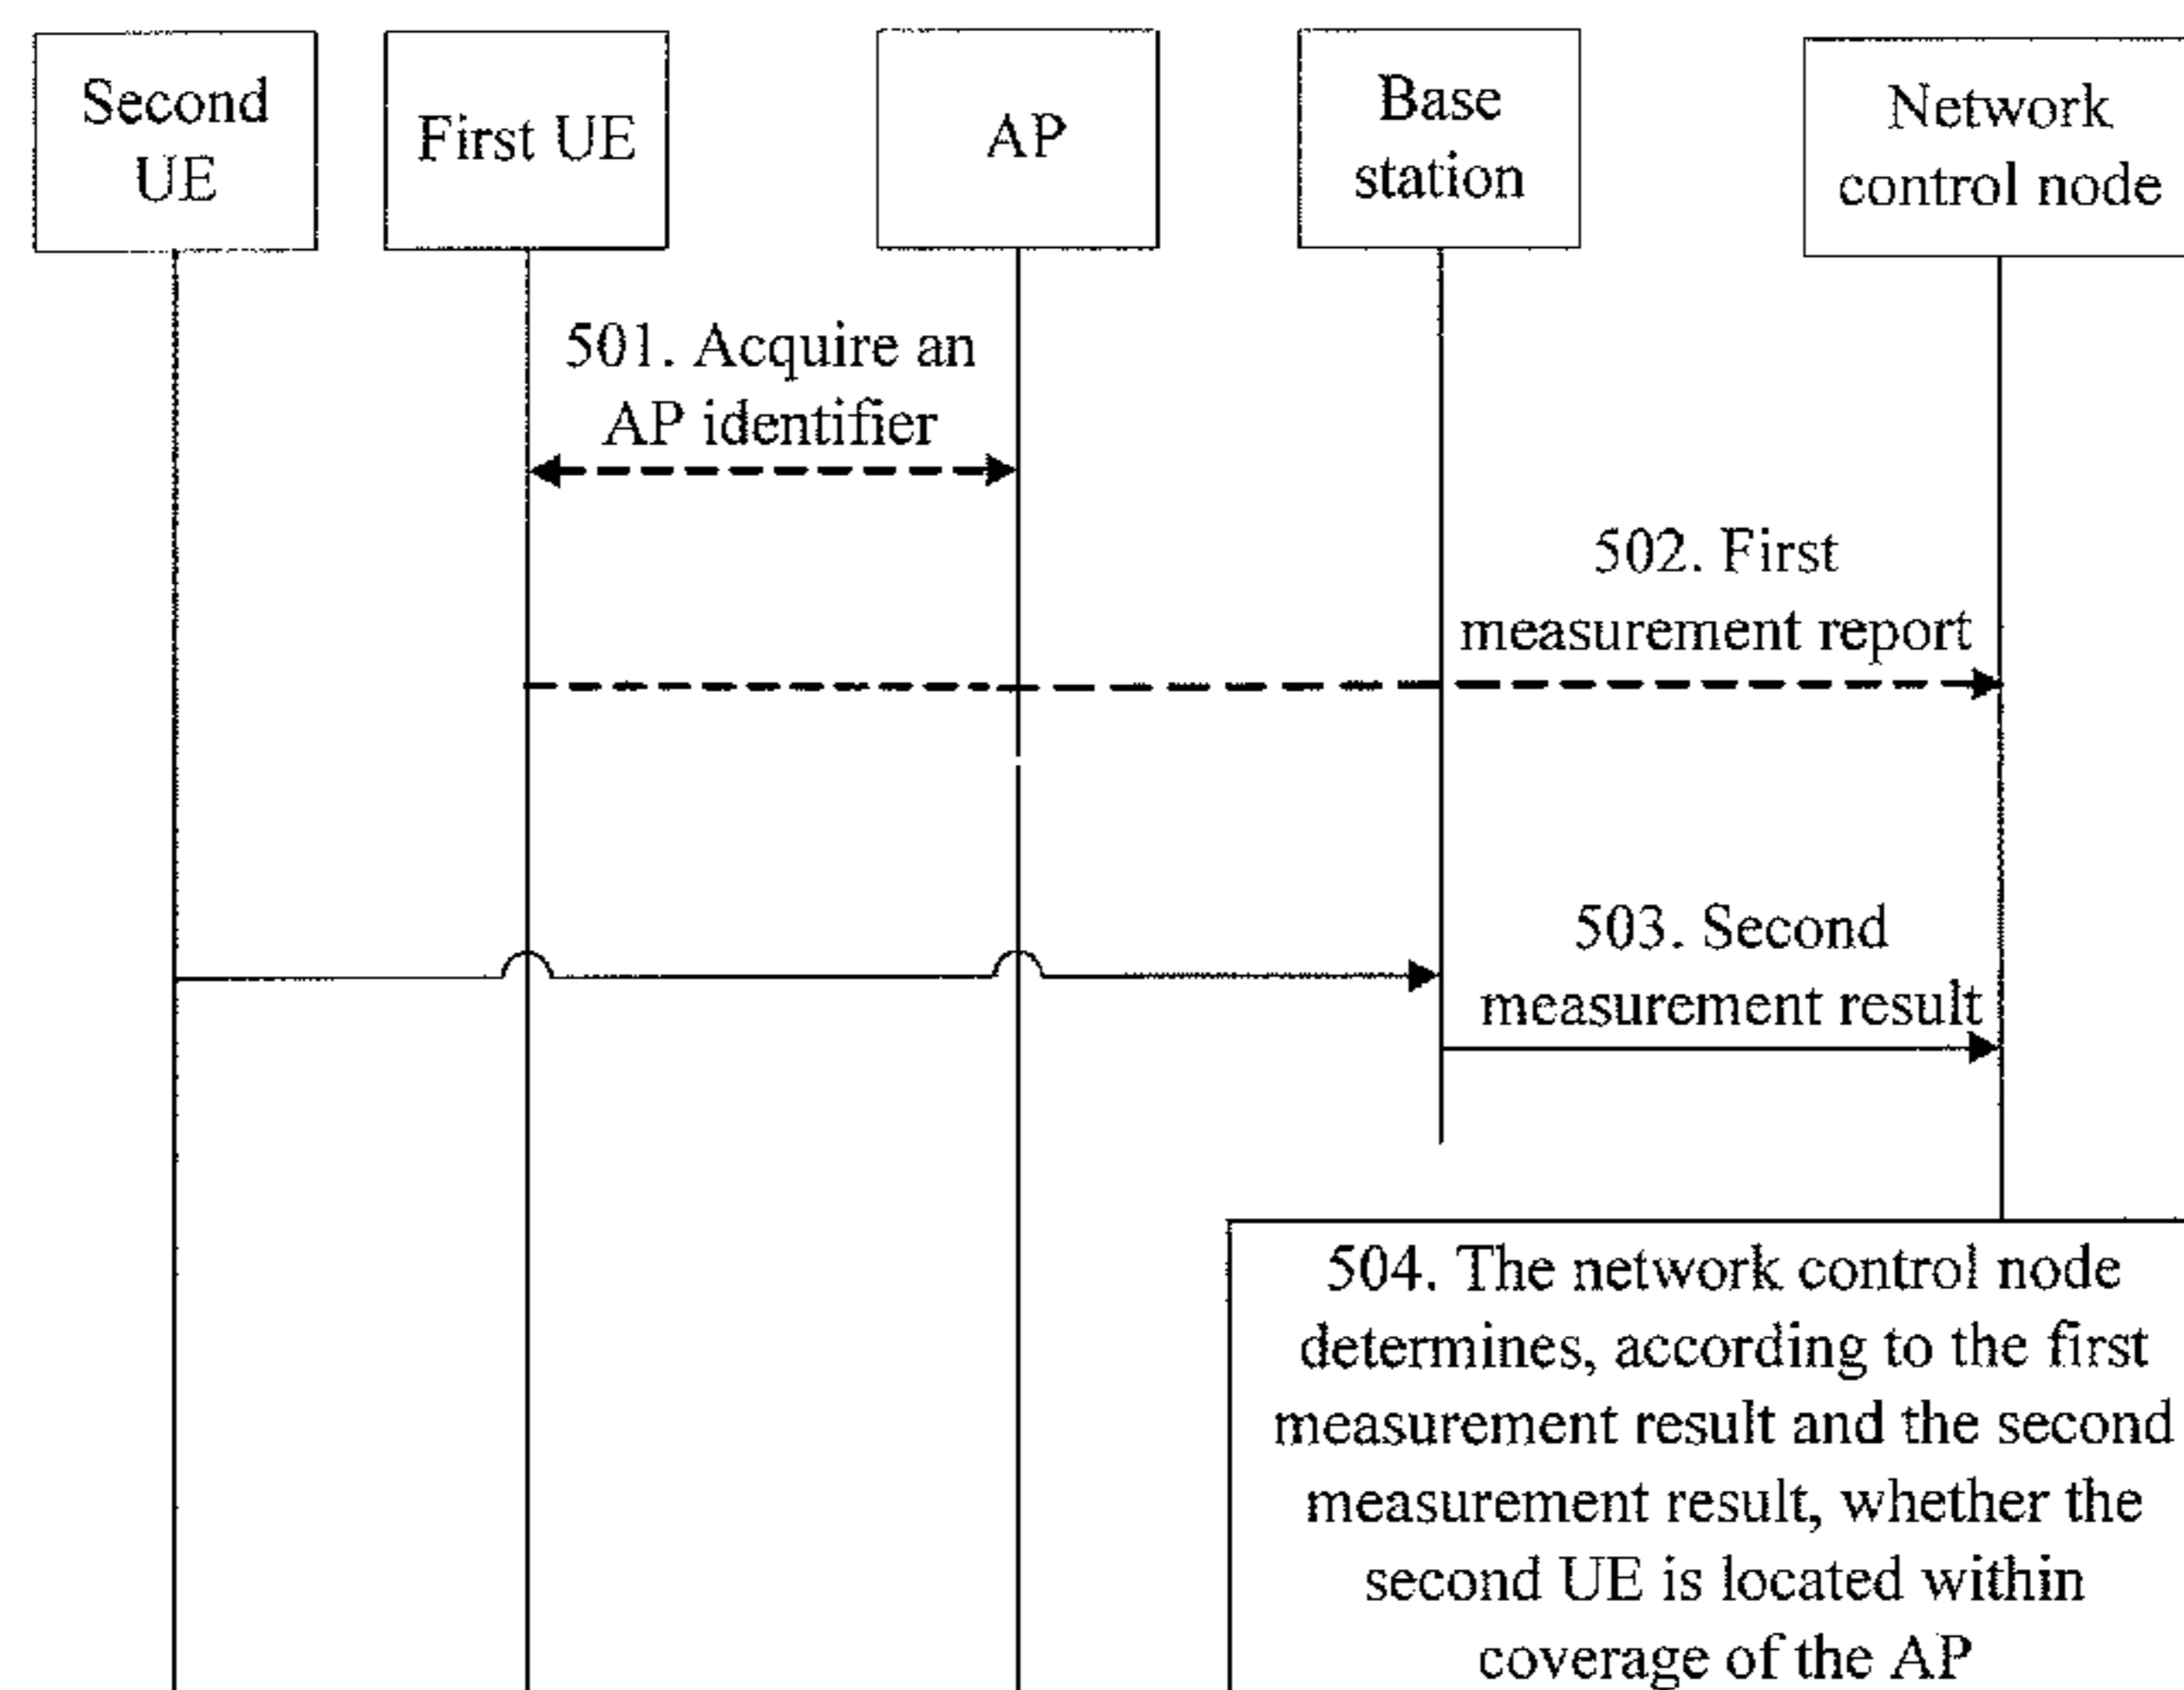 Second
UE
First UE
AP
Base
station
Network
control node
501. Acquire an
AP identifier
502. First
measurement report
503. Second
measurement result
504. The network control node
determines, according to the first
measurement result and the second
measurement result, whether the
second UE is located within
coverage of the AP